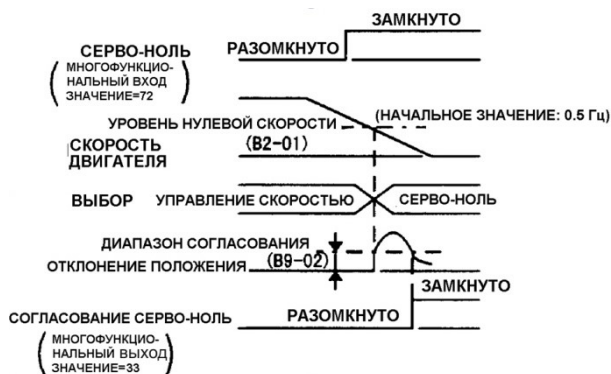 ЗАМКНУТО
СЕРВО-НОЛЬ РАЗОМКНУТО
(МНОГОФУНКЦИО-
НАЛЬНЫЙ ВХОД
ЗНАЧЕНИЕ=72)
УРОВЕНЬ НУЛЕВОЙ СКОРОСТИ (НАЧАЛЬНОЕ ЗНАЧЕНИЕ: 0.5 Гц)
СКОРОСТЬ (B2-01)
ДВИГАТЕЛЯ
ВЫБОР УПРАВЛЕНИЕ СКОРОСТЬЮ СЕРВО-НОЛЬ
ДИАПАЗОН СОГЛАСОВАНИЯ
ОТКЛОНЕНИЕ ПОЛОЖЕНИЯ (B9-02)
ЗАМКНУТО
СОГЛАСОВАНИЕ СЕРВО-НОЛЬ РАЗОМКНУТО
(МНОГОФУНКЦИО-
НАЛЬНЫЙ ВЫХОД
ЗНАЧЕНИЕ=33)